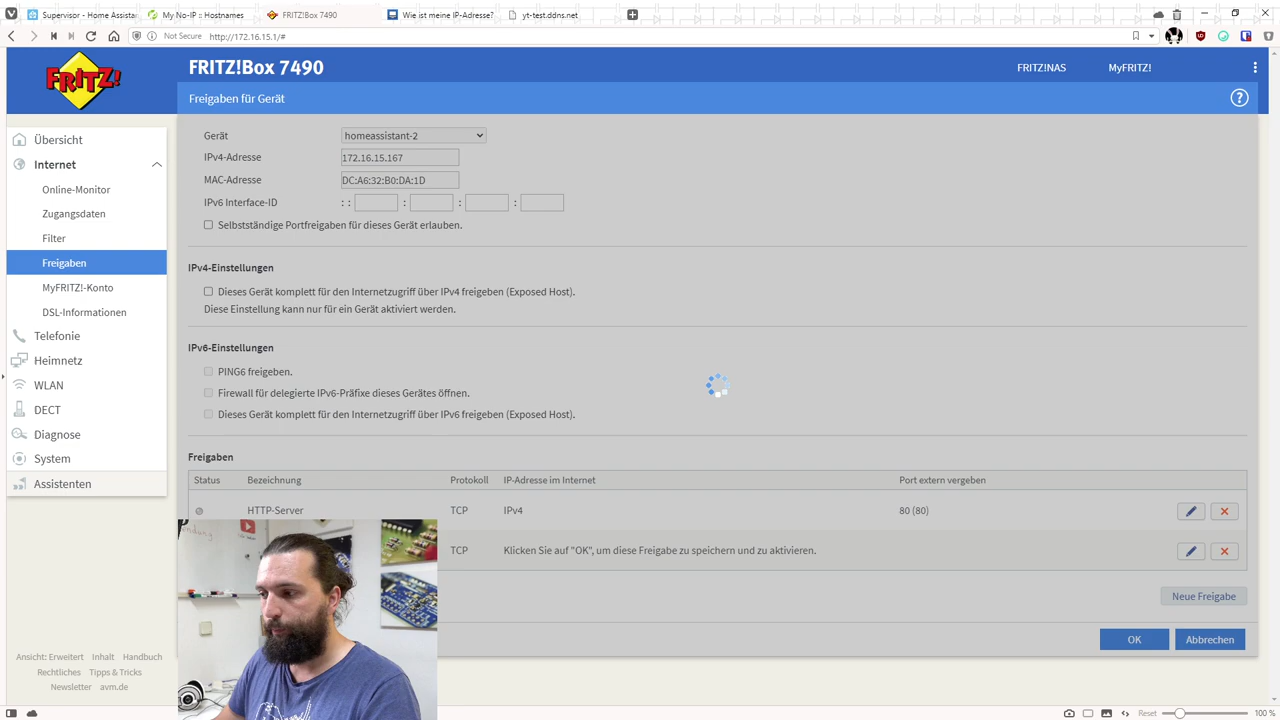 Supervisor - Home Assistan
My No-IP :: Hostnames
FRITZ!Box 7490
Wie ist meine IP-Adresse?
yt-test.ddns.net
Not Secure
http://172.16.15.1/#
FRITZ!
FRITZ!Box 7490
FRITZ!NAS
MyFRITZ!
Freigaben für Gerät
Übersicht
Internet
Online-Monitor
Zugangsdaten
Filter
Freigaben
MyFRITZ!-Konto
DSL-Informationen
Telefonie
Heimnetz
WLAN
DECT
Diagnose
System
Assistenten
Ansicht: Erweitert Inhalt Handbuch
Rechtliches Tipps & Tricks
Newsletter avm.de
Gerät homeassistant-2
IPv4-Adresse 172.16.15.167
MAC-Adresse DC:A6:32:B0:DA:1D
IPv6 Interface-ID : : : : :
Selbstständige Portfreigaben für dieses Gerät erlauben.
IPv4-Einstellungen
Dieses Gerät komplett für den Internetzugriff über IPv4 freigeben (Exposed Host).
Diese Einstellung kann nur für ein Gerät aktiviert werden.
IPv6-Einstellungen
PING6 freigeben.
Firewall für delegierte IPv6-Präfixe dieses Gerätes öffnen.
Dieses Gerät komplett für den Internetzugriff über IPv6 freigeben (Exposed Host).
Freigaben
Status Bezeichnung Protokoll IP-Adresse im Internet Port extern vergeben
HTTP-Server TCP IPv4 80 (80)
TCP Klicken Sie auf "OK", um diese Freigabe zu speichern und zu aktivieren.
Neue Freigabe
OK Abbrechen
Reset 100 %